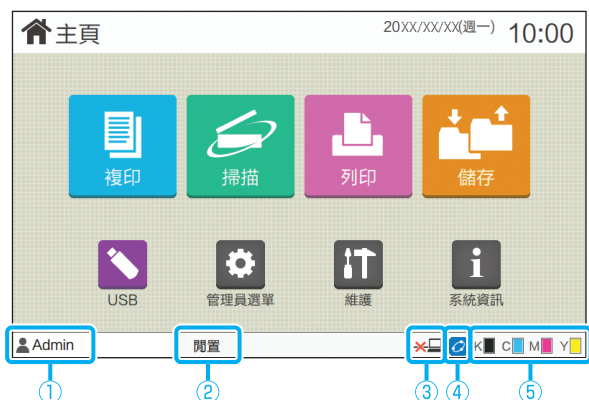 主頁
20XX/XX/XX(週一) 10:00
複印 掃描 列印 儲存
USB 管理員選單 維護 系統資訊
Admin 閒置 K C M Y
① ② ③ ④ ⑤